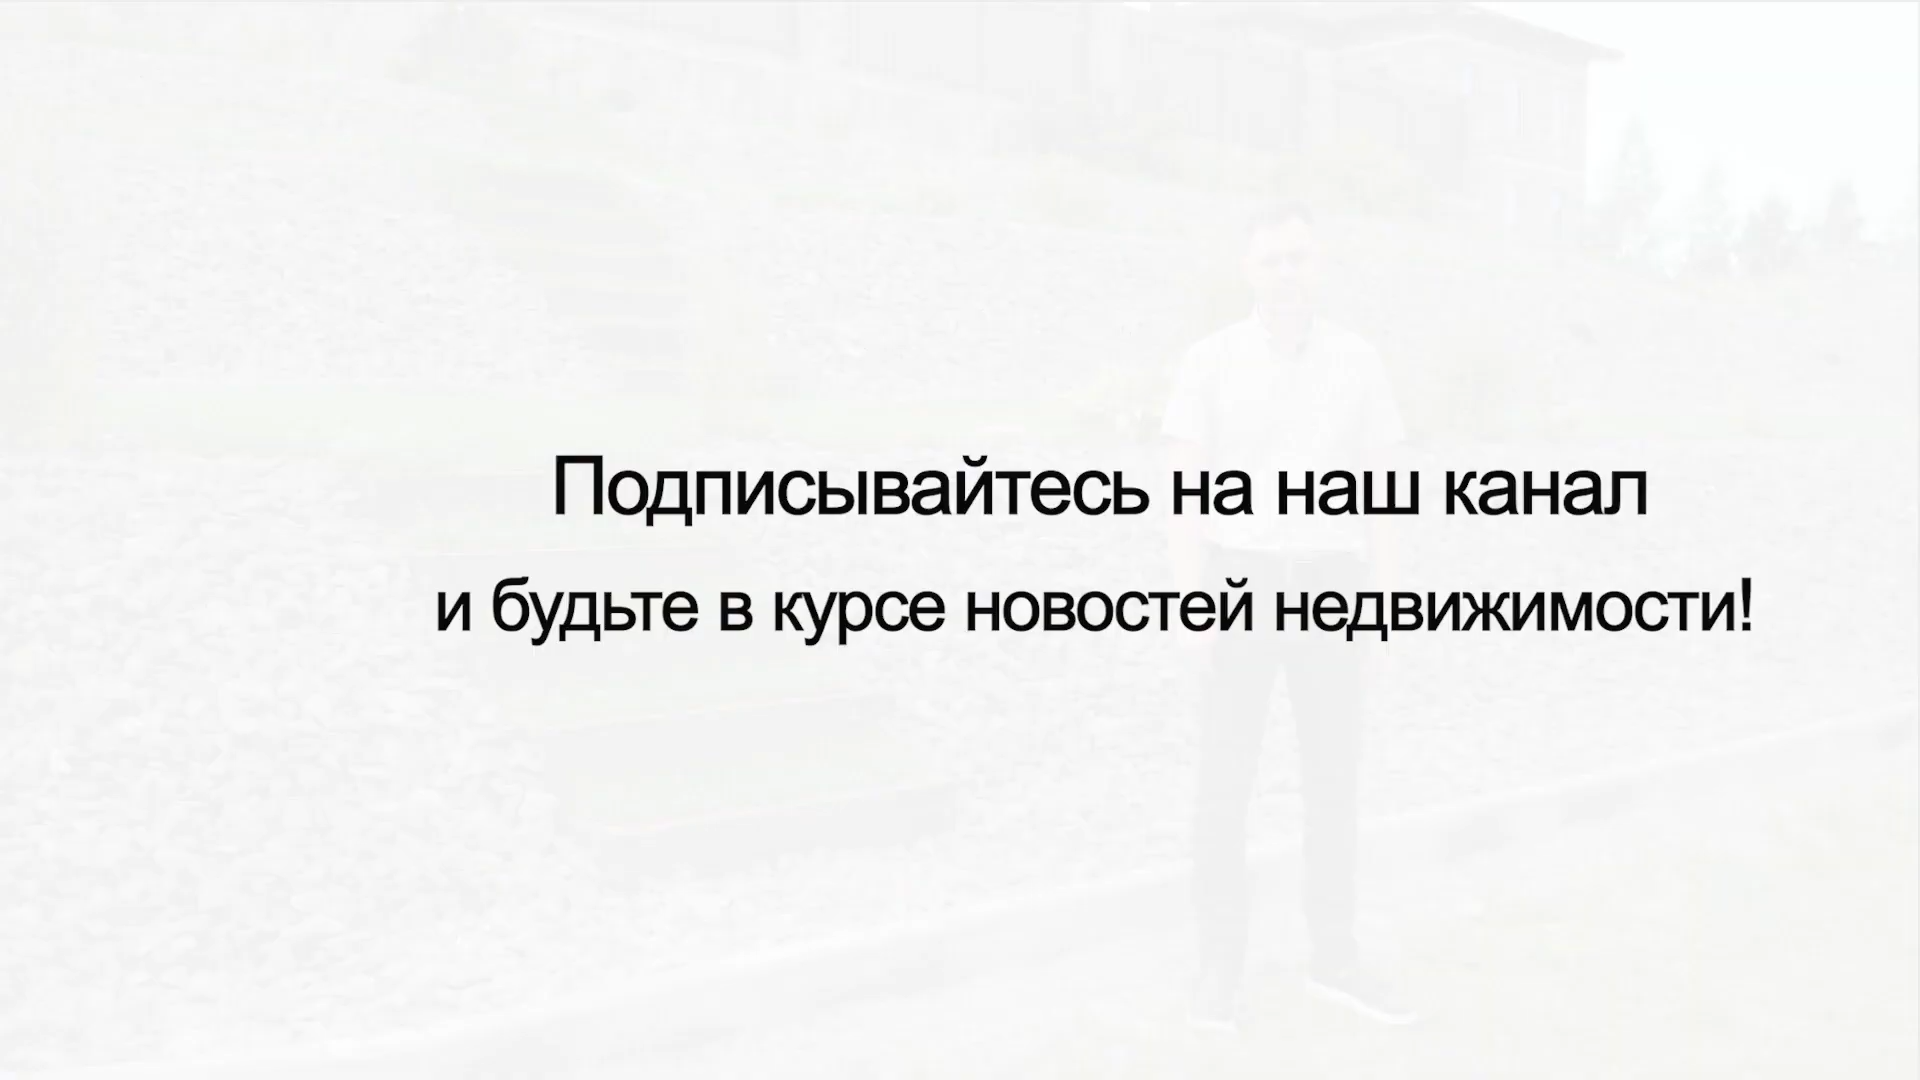 Подписывайтесь на наш канал
и будьте в курсе новостей недвижимости!